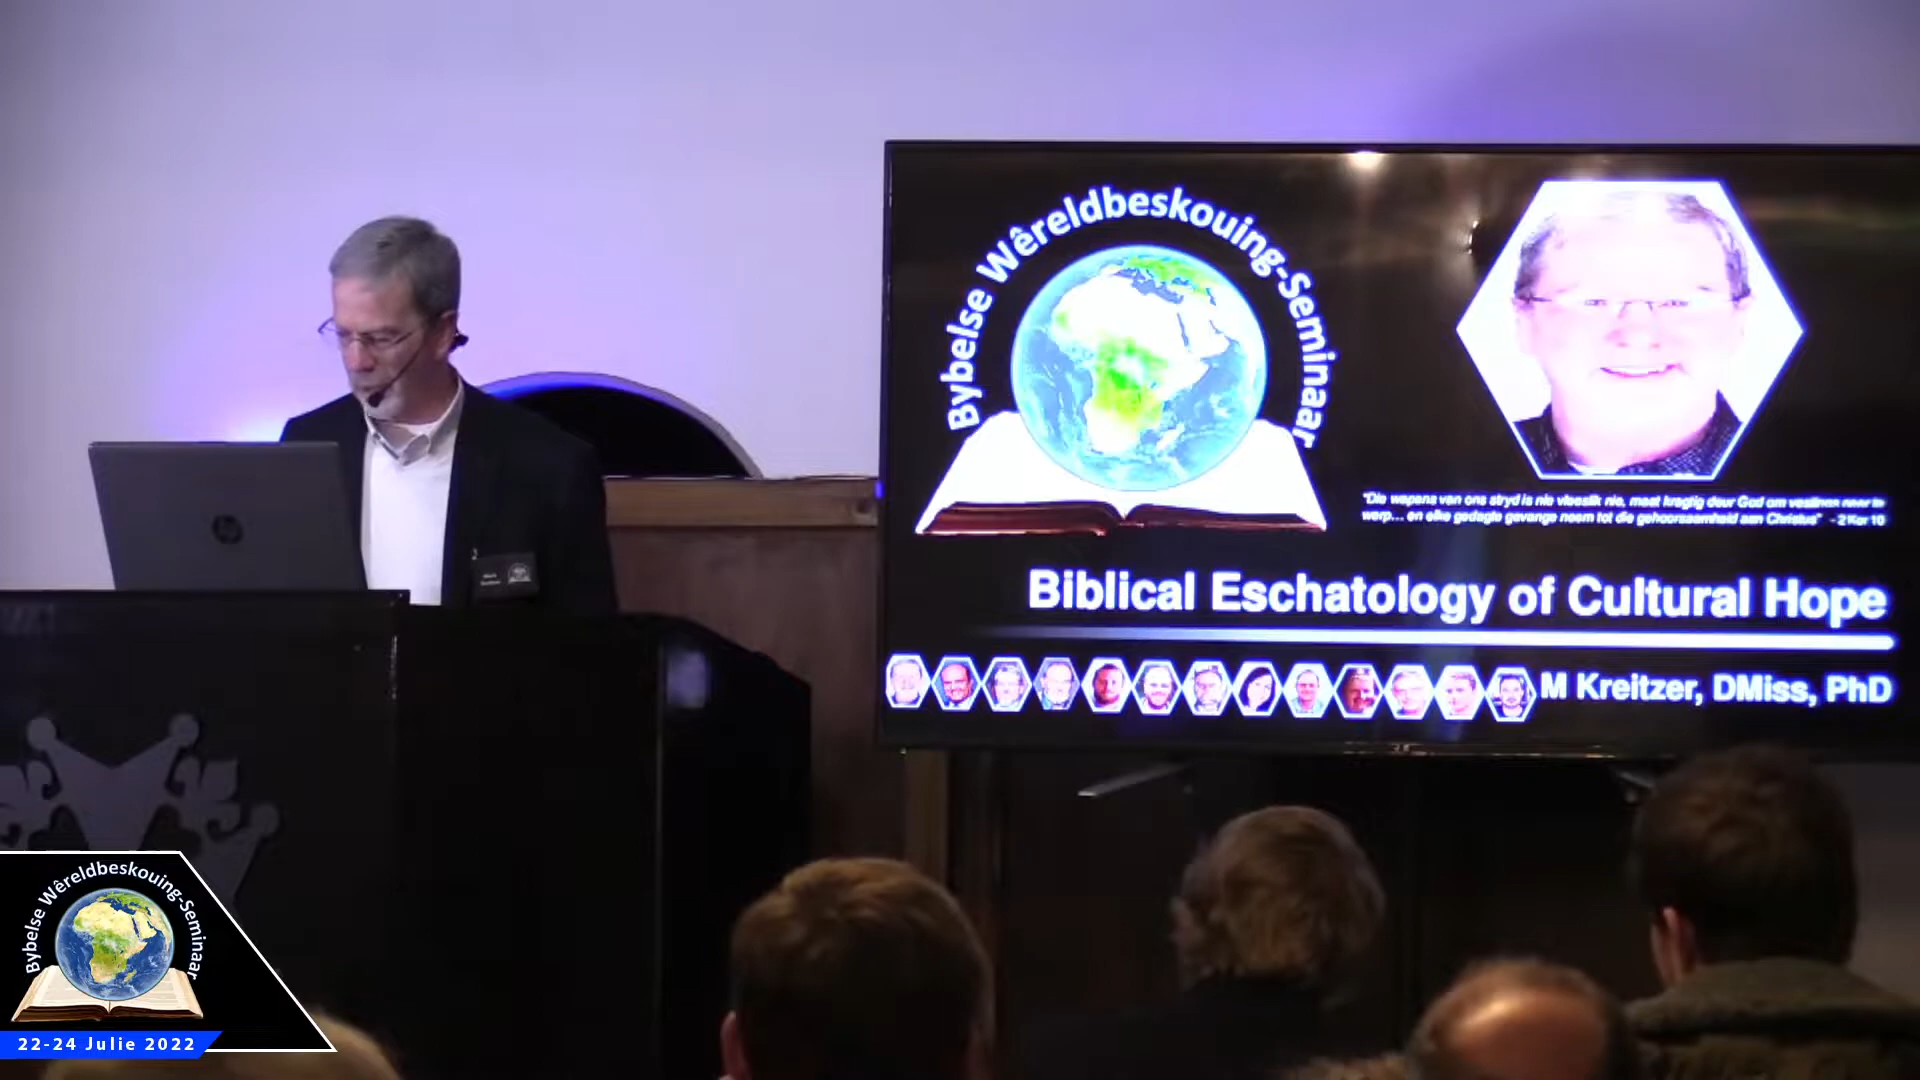 Bybelse Wêreldbeskouing-Seminaar
"Die wapens van ons stryd is nie vleeslik nie, maar kragtig deur God om vestings neer te
werp... en elke gedagte gevange neem tot die gehoorsaamheid aan Christus" - 2 Kor 10
Biblical Eschatology of Cultural Hope
M Kreitzer, DMiss, PhD
hp
Bybelse Wêreldbeskouing-Seminaar
22-24 Julie 2022